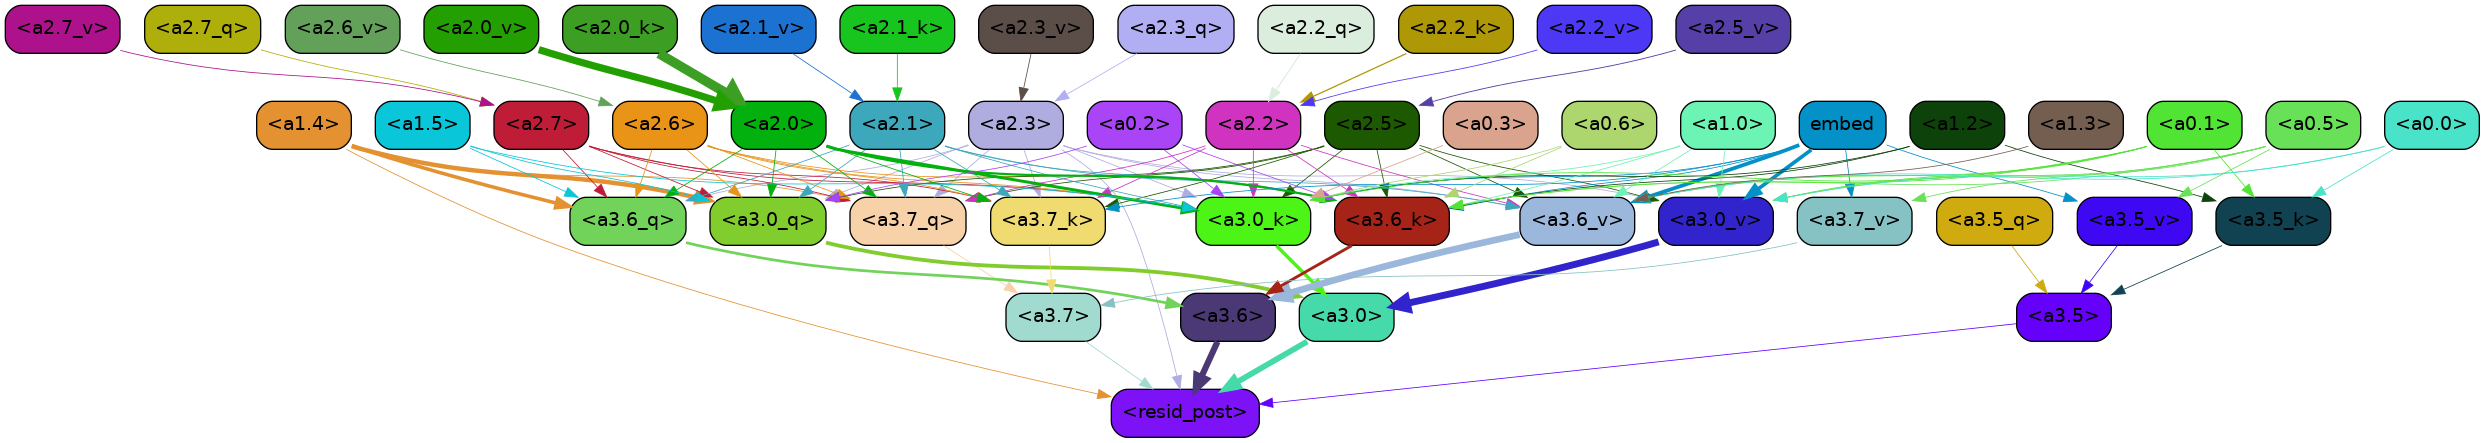 <a2.7_v> <a2.7_q> <a2.6_v> <a2.0_v> <a2.0_k> <a2.1_v> <a2.1_k> <a2.3_v> <a2.3_q> <a2.2_q> <a2.2_k> <a2.2_v> <a2.5_v>
<a1.4> <a1.5> <a2.7> <a2.6> <a2.0> <a2.1> <a2.3> <a0.2> <a2.2> <a2.5> <a0.3> <a0.6> <a1.0> embed <a1.2> <a1.3> <a0.1> <a0.5> <a0.0>
<a3.6_q> <a3.0_q> <a3.7_q> <a3.7_k> <a3.0_k> <a3.6_k> <a3.6_v> <a3.0_v> <a3.7_v> <a3.5_q> <a3.5_v> <a3.5_k>
<a3.7> <a3.6> <a3.0> <a3.5>
<resid_post>